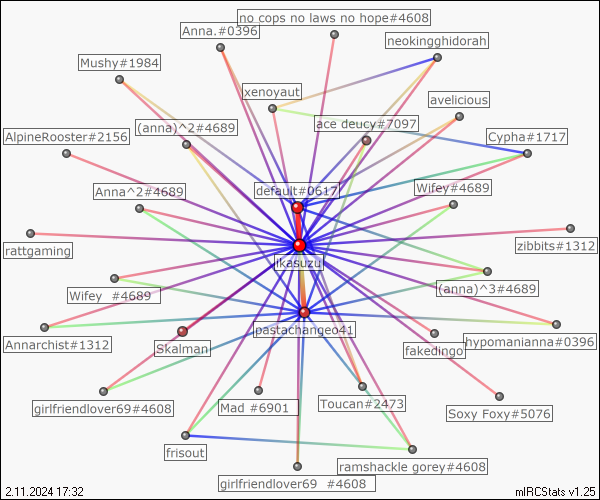 no cops no laws no hope#4608
Anna.#0396
neokingghidorah
Mushy#1984
xenoyaut
avelicious
(anna)^2#4689
ace deucy#7097
AlpineRooster#2156
Cypha#1717
default#0617
Anna^2#4689
Wifey#4689
rattgaming
zibbits#1312
ikasuzu
Wifey_#4689
(anna)^3#4689
pastachangeo41
Annarchist#1312
Skalman
fakedingo
hypomanianna#0396
girlfriendlover69#4608
Mad #6901
Toucan#2473
Soxy Foxy#5076
frisout
ramshackle gorey#4608
girlfriendlover69_#4608
2.11.2024 17:32
mIRCStats v1.25